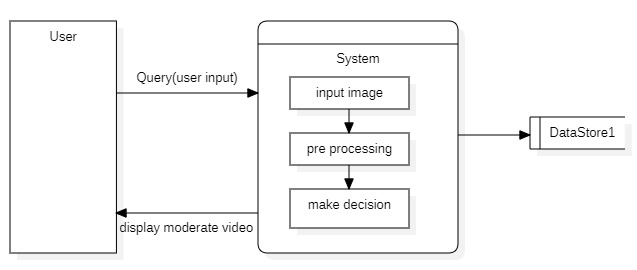 User
Query(user input)
display moderate video
System
input image
pre processing
make decision
DataStore1